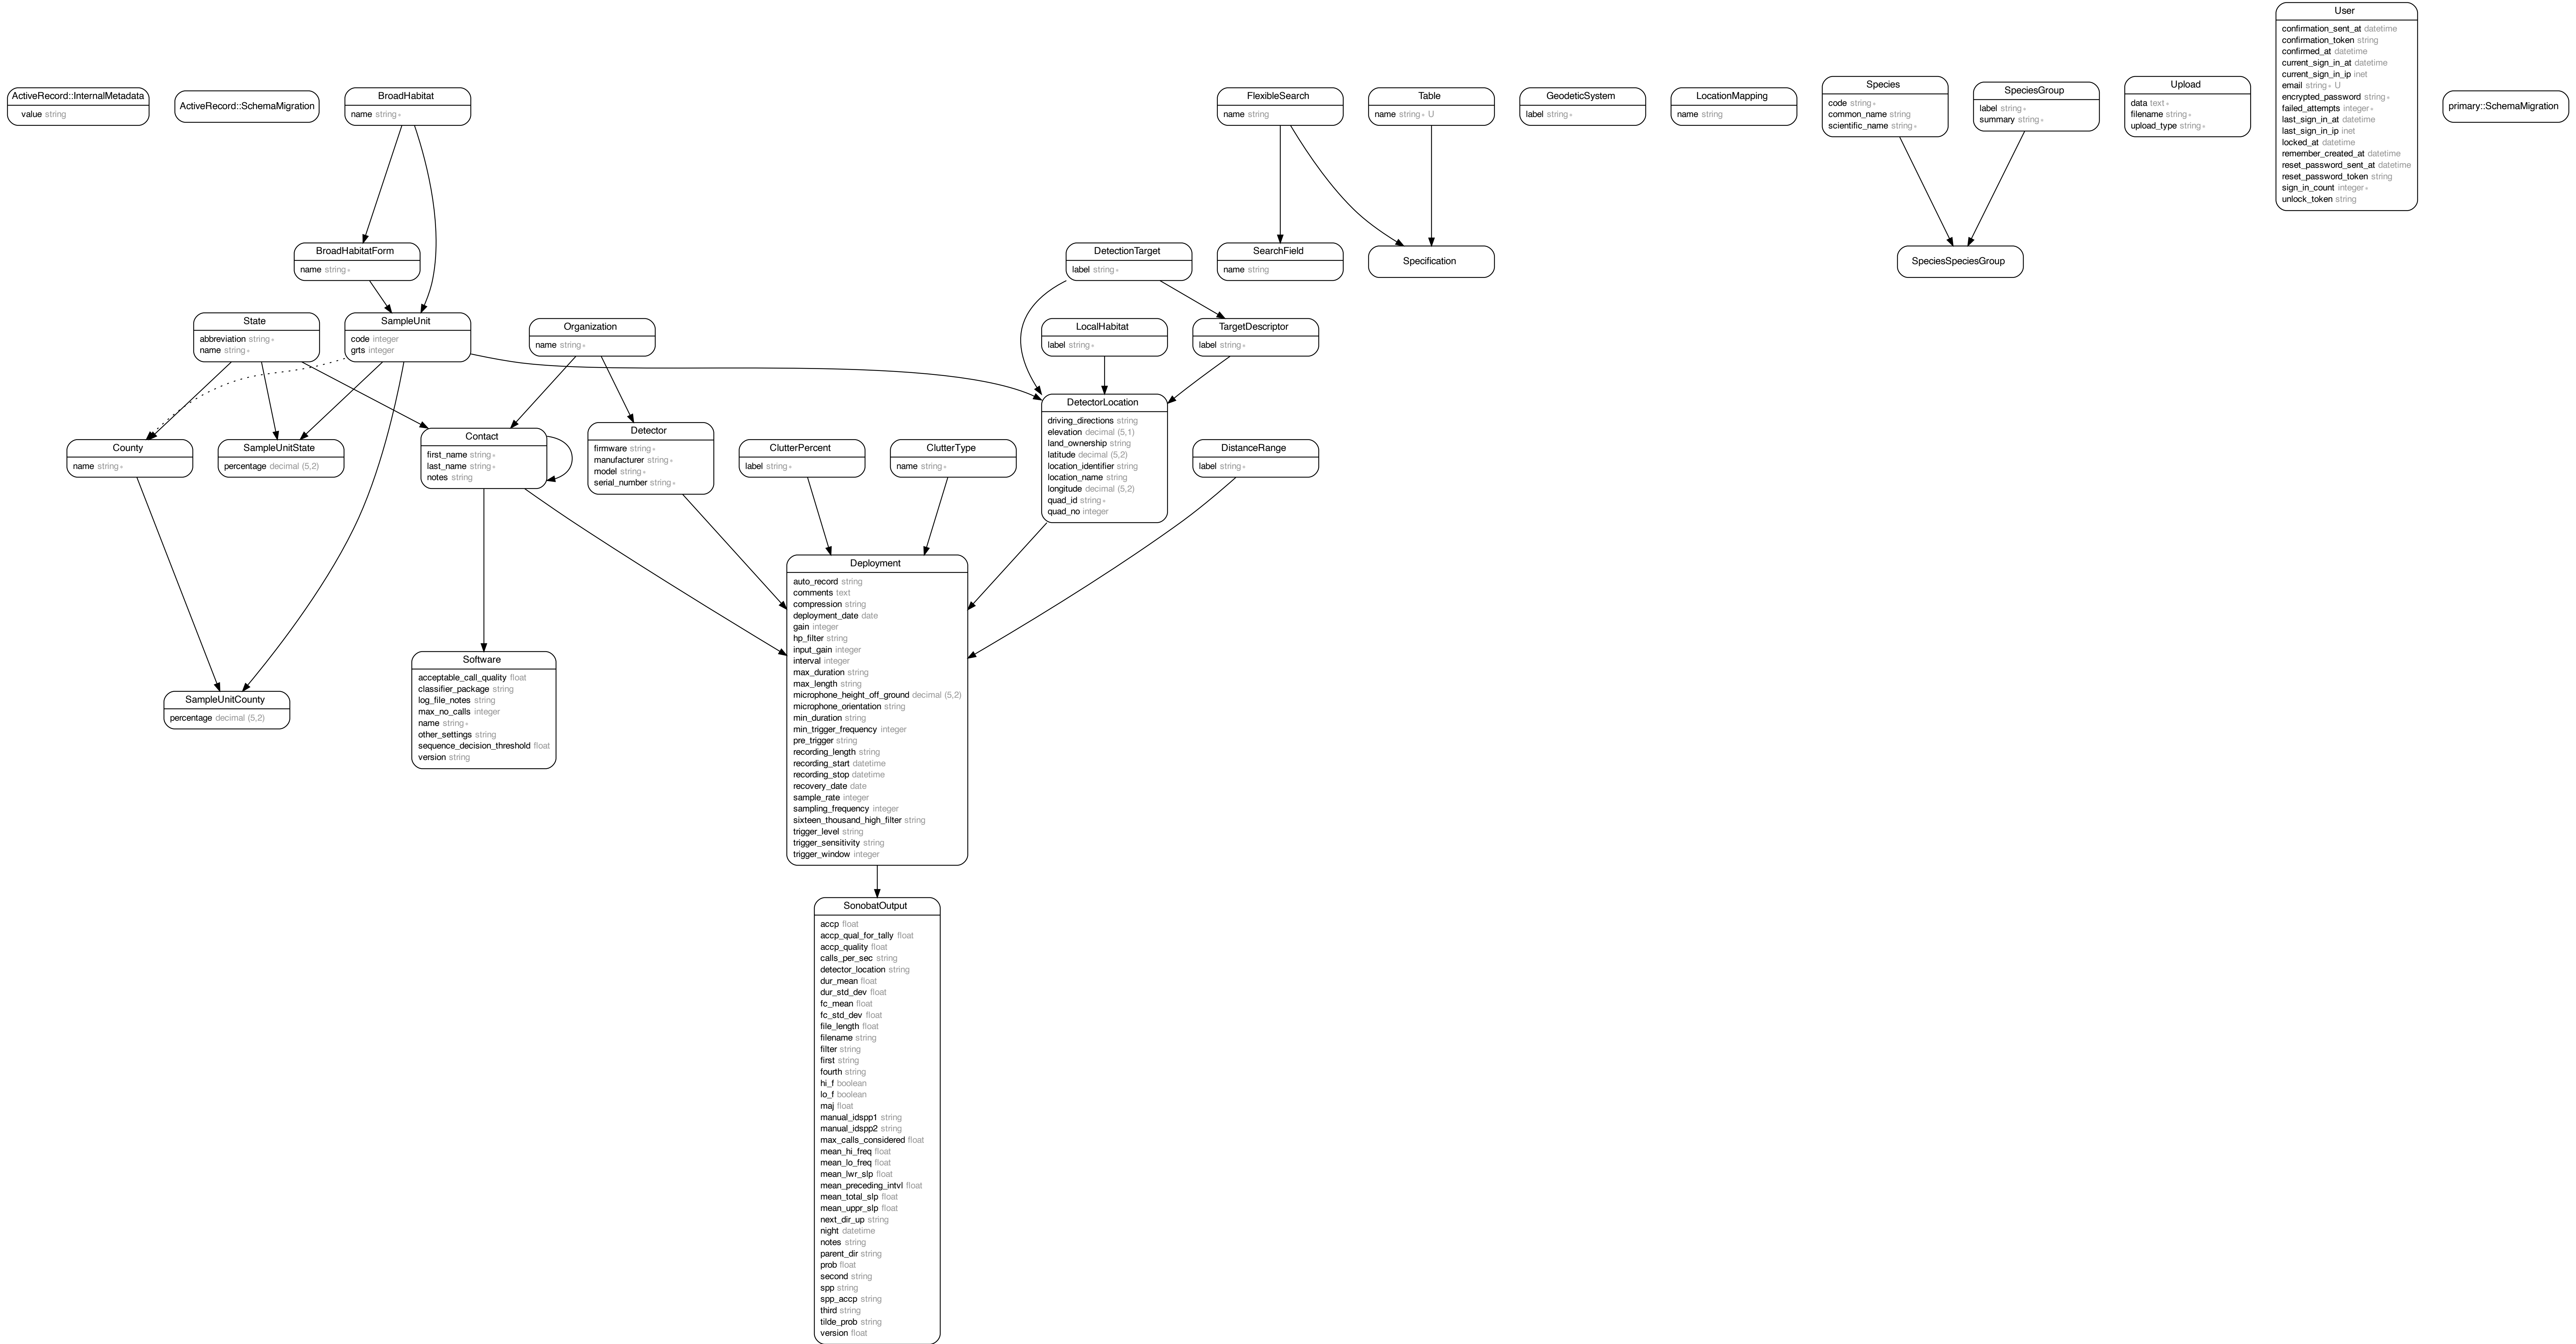 User
confirmation_sent_at datetime
confirmation_token string
confirmed_at datetime
current_sign_in_at datetime
current_sign_in_ip inet
email string∗ U
encrypted_password string∗
failed_attempts integer∗
last_sign_in_at datetime
last_sign_in_ip inet
locked_at datetime
remember_created_at datetime
reset_password_sent_at datetime
reset_password_token string
sign_in_count integer∗
unlock_token string
ActiveRecord::InternalMetadata
value string
ActiveRecord::SchemaMigration
BroadHabitat
name string∗
FlexibleSearch
name string
Table
name string∗ U
GeodeticSystem
label string∗
LocationMapping
name string
Species
code string∗
common_name string
scientific_name string∗
SpeciesGroup
label string∗
summary string∗
Upload
data text∗
filename string∗
upload_type string∗
primary::SchemaMigration
BroadHabitatForm
name string∗
DetectionTarget
label string∗
SearchField
name string
Specification
SpeciesSpeciesGroup
State
abbreviation string∗
name string∗
SampleUnit
code integer
grts integer
Organization
name string∗
LocalHabitat
label string∗
TargetDescriptor
label string∗
County
name string∗
SampleUnitState
percentage decimal (5,2)
Contact
first_name string∗
last_name string∗
notes string
Detector
firmware string∗
manufacturer string∗
model string∗
serial_number string∗
ClutterPercent
label string∗
ClutterType
name string∗
DetectorLocation
driving_directions string
elevation decimal (5,1)
land_ownership string
latitude decimal (5,2)
location_identifier string
location_name string
longitude decimal (5,2)
quad_id string∗
quad_no integer
DistanceRange
label string∗
Deployment
auto_record string
comments text
compression string
deployment_date date
gain integer
hp_filter string
input_gain integer
interval integer
max_duration string
max_length string
microphone_height_off_ground decimal (5,2)
microphone_orientation string
min_duration string
min_trigger_frequency integer
pre_trigger string
recording_length string
recording_start datetime
recording_stop datetime
recovery_date date
sample_rate integer
sampling_frequency integer
sixteen_thousand_high_filter string
trigger_level string
trigger_sensitivity string
trigger_window integer
Software
acceptable_call_quality float
classifier_package string
log_file_notes string
max_no_calls integer
name string∗
other_settings string
sequence_decision_threshold float
version string
SampleUnitCounty
percentage decimal (5,2)
SonobatOutput
accp float
accp_qual_for_tally float
accp_quality float
calls_per_sec string
detector_location string
dur_mean float
dur_std_dev float
fc_mean float
fc_std_dev float
file_length float
filename string
filter string
first string
fourth string
hi_f boolean
lo_f boolean
maj float
manual_idspp1 string
manual_idspp2 string
max_calls_considered float
mean_hi_freq float
mean_lo_freq float
mean_lwr_slp float
mean_preceding_intvl float
mean_total_slp float
mean_uppr_slp float
next_dir_up string
night datetime
notes string
parent_dir string
prob float
second string
spp string
spp_accp string
third string
tilde_prob string
version float